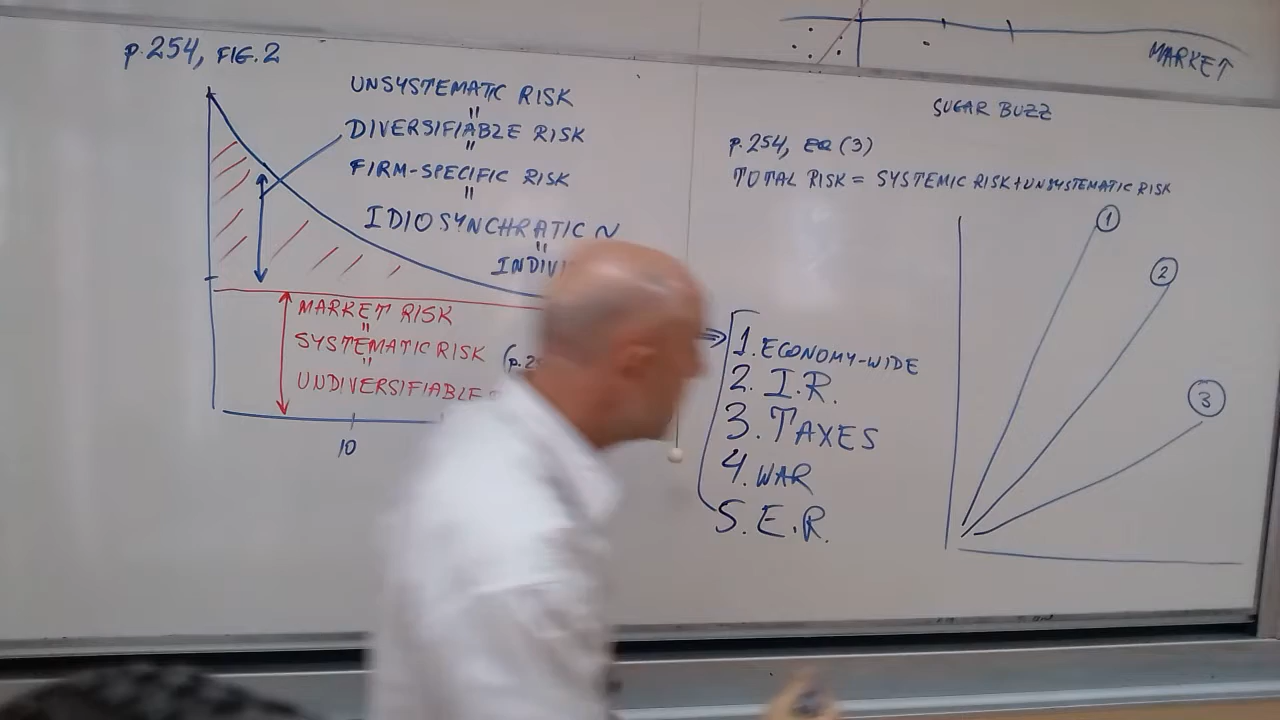 p.254, FIG.2
UNSYSTEMATIC RISK
"
DIVERSIFIABLE RISK
"
FIRM-SPECIFIC RISK
"
IDIOSYNCHRATIC ~
"
MARKET RISK
"
SYSTEMATIC RISK
"
UNDIVERSIFIABLE
10
MARKET
SUGAR BUZZ
p.254, EQ (3)
TOTAL RISK = SYSTEMIC RISK + UNSYSTEMATIC RISK
⇒ 1. ECONOMY-WIDE
2. I.R.
3. TAXES
4. WAR
5. E.R.
1
2
3